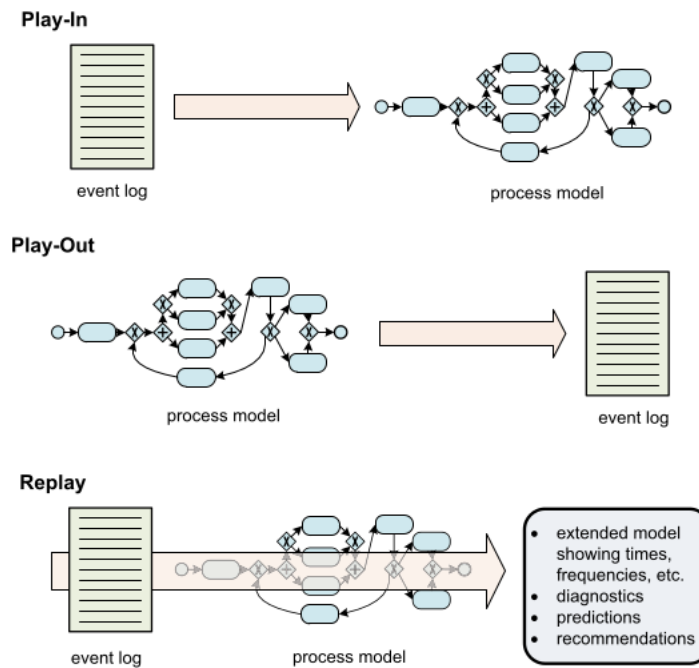 Play-In
event log
process model
Play-Out
process model
event log
Replay
event log
process model
• extended model
showing times,
frequencies, etc.
• diagnostics
• predictions
• recommendations